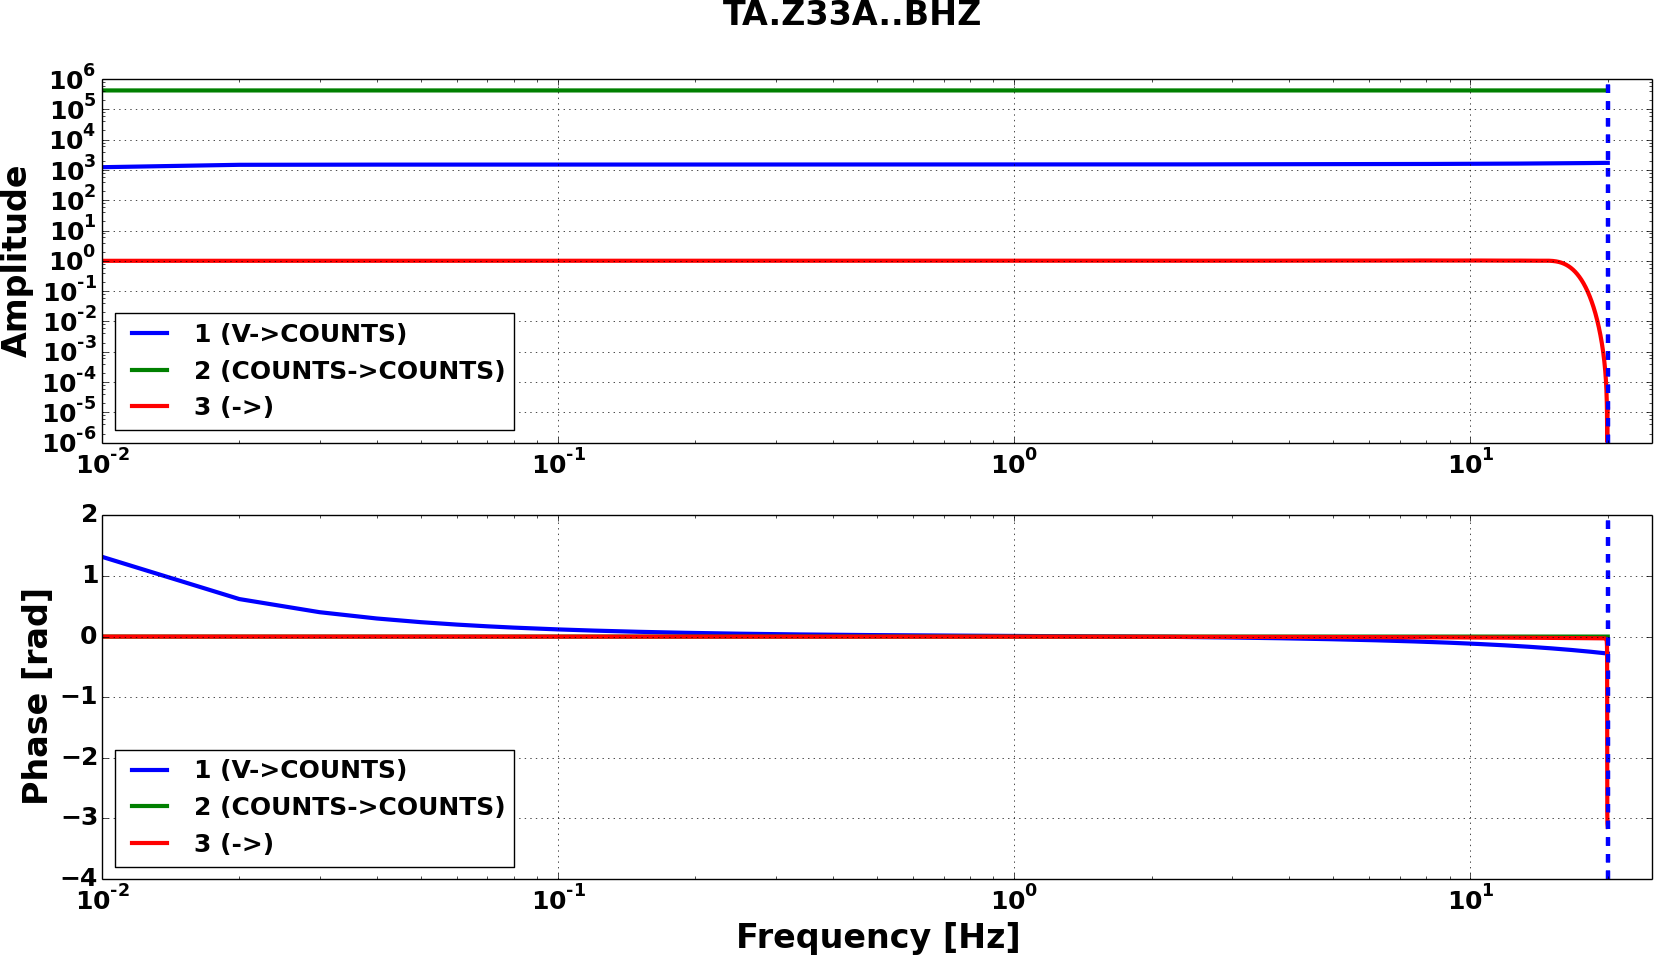 TA.Z33A..BHZ
Amplitude
10^6
10^5
10^4
10^3
10^2
10^1
10^0
10^-1
10^-2
10^-3
10^-4
10^-5
10^-6
1 (V->COUNTS)
2 (COUNTS->COUNTS)
3 (->)
10^-2 10^-1 10^0 10^1
Phase [rad]
2
1
0
−1
−2
−3
−4
1 (V->COUNTS)
2 (COUNTS->COUNTS)
3 (->)
10^-2 10^-1 10^0 10^1
Frequency [Hz]